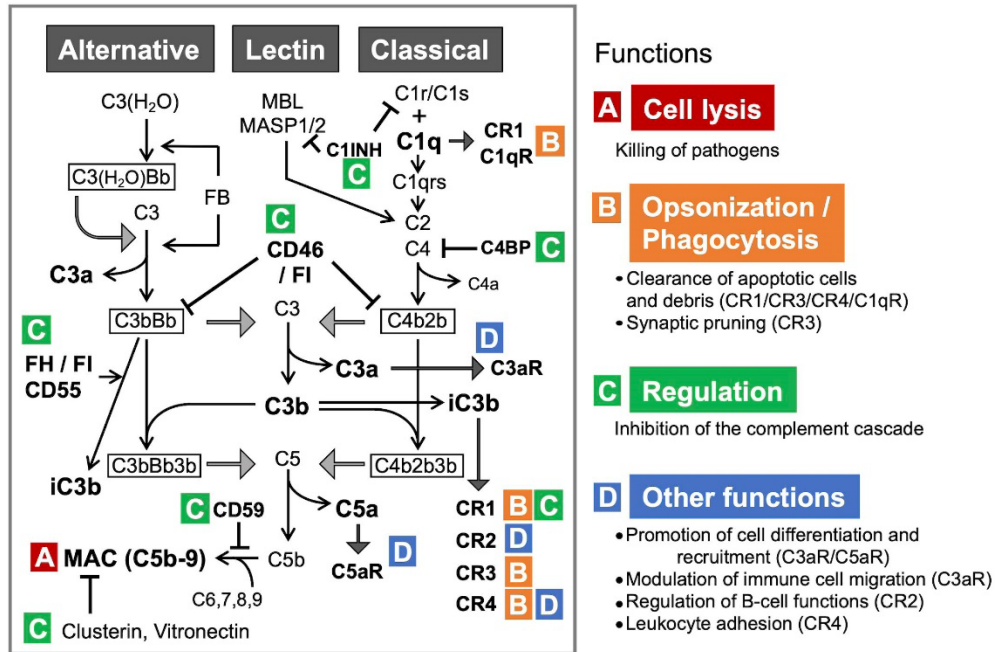 Alternative
Lectin
Classical
C3(H₂O)
MBL
MASP1/2
C1r/C1s
+
C1q
CR1
C1qR
B
C1INH
C
C3(H₂O)Bb
FB
C1qrs
C3
C2
C
CD46
/ FI
C4
C4BP
C
C3a
C4a
C3bBb
C3
C4b2b
C
D
FH / FI
CD55
C3a
C3aR
C3b
iC3b
C3bBb3b
C5
C4b2b3b
iC3b
C
CD59
C5a
CR1 B C
A
MAC (C5b-9)
C5b
C5aR
D
CR2 D
CR3 B
C6,7,8,9
CR4 B D
C
Clusterin, Vitronectin
Functions
A Cell lysis
Killing of pathogens
B Opsonization /
Phagocytosis
• Clearance of apoptotic cells
and debris (CR1/CR3/CR4/C1qR)
• Synaptic pruning (CR3)
C Regulation
Inhibition of the complement cascade
D Other functions
• Promotion of cell differentiation and
recruitment (C3aR/C5aR)
• Modulation of immune cell migration (C3aR)
• Regulation of B-cell functions (CR2)
• Leukocyte adhesion (CR4)